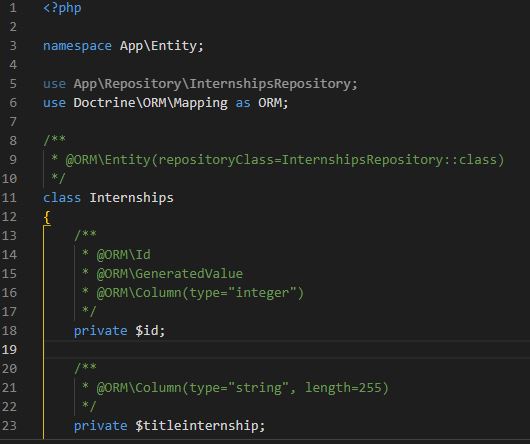 1 <?php
2
3 namespace App\Entity;
4
5 use App\Repository\InternshipsRepository;
6 use Doctrine\ORM\Mapping as ORM;
7
8 /**
9 * @ORM\Entity(repositoryClass=InternshipsRepository::class)
10 */
11 class Internships
12 {
13 /**
14 * @ORM\Id
15 * @ORM\GeneratedValue
16 * @ORM\Column(type="integer")
17 */
18 private $id;
19
20 /**
21 * @ORM\Column(type="string", length=255)
22 */
23 private $titleinternship;